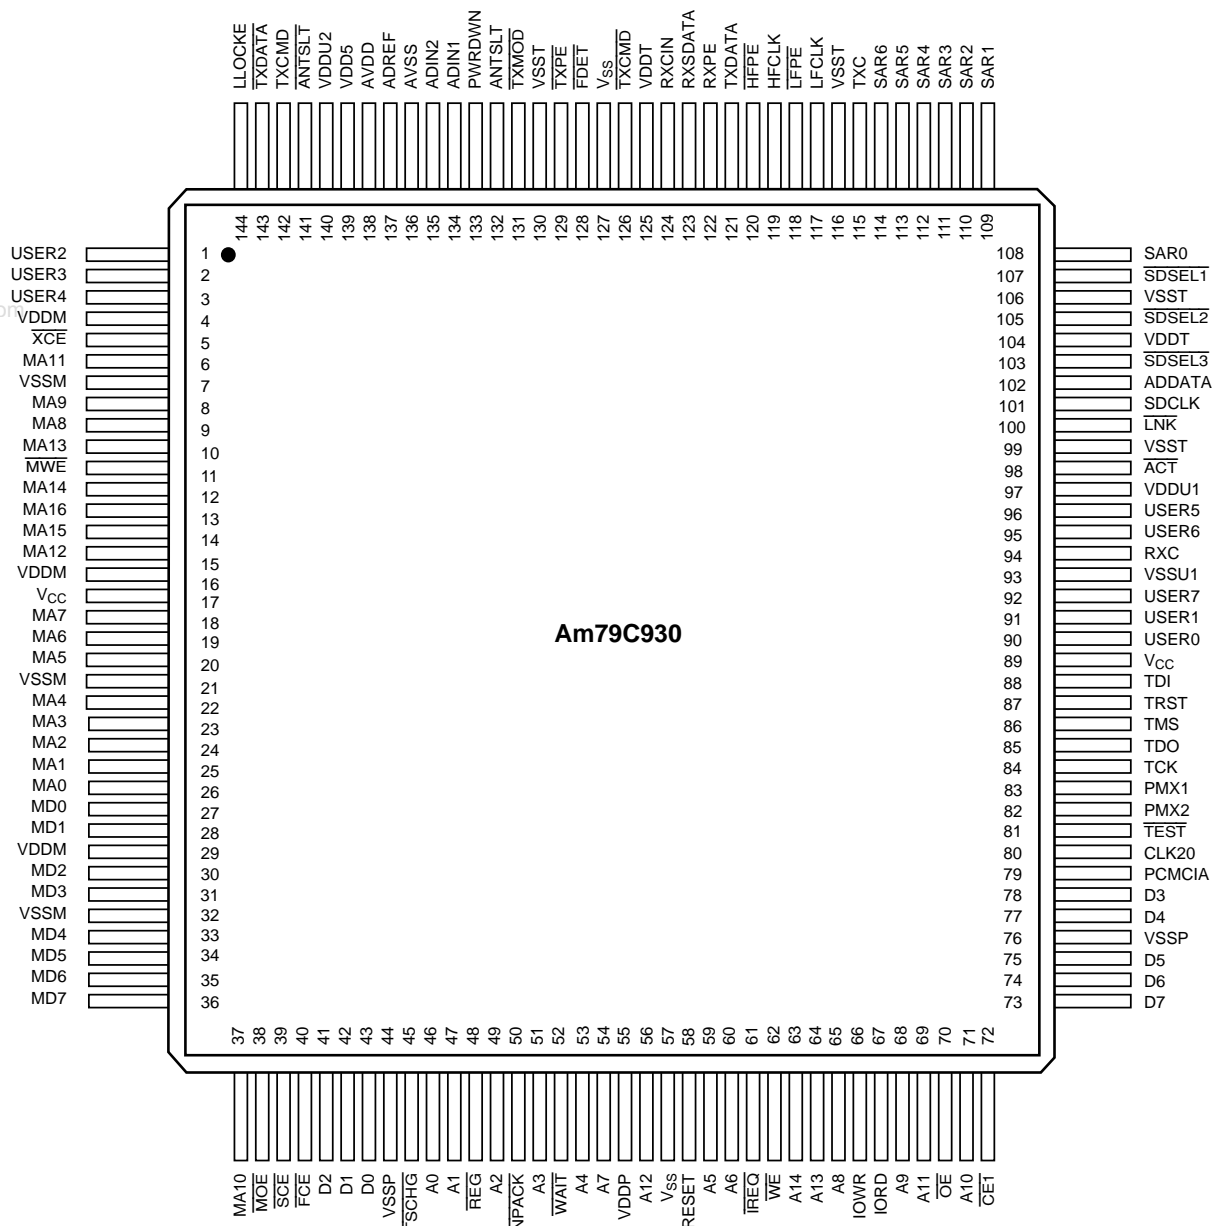 LLOCKE
TXDATA
TXCMD
ANTSLT
VDDU2
VDD5
AVDD
ADREF
AVSS
ADIN2
ADIN1
PWRDWN
ANTSLT
TXMOD
VSST
TXPE
FDET
VSS
TXCMD
VDDT
RXCIN
RXSDATA
RXPE
TXDATA
HFPE
HFCLK
LFPE
LFCLK
VSST
TXC
SAR6
SAR5
SAR4
SAR3
SAR2
SAR1
144 143 142 141 140 139 138 137 136 135 134 133 132 131 130 129 128 127 126 125 124 123 122 121 120 119 118 117 116 115 114 113 112 111 110 109
USER2 1
USER3 2
USER4 3
VDDM 4
XCE 5
MA11 6
VSSM 7
MA9 8
MA8 9
MA13 10
MWE 11
MA14 12
MA16 13
MA15 14
MA12 15
VDDM 16
VCC 17
MA7 18
MA6 19
MA5 20
VSSM 21
MA4 22
MA3 23
MA2 24
MA1 25
MA0 26
MD0 27
MD1 28
VDDM 29
MD2 30
MD3 31
VSSM 32
MD4 33
MD5 34
MD6 35
MD7 36
Am79C930
108 SAR0
107 SDSEL1
106 VSST
105 SDSEL2
104 VDDT
103 SDSEL3
102 ADDATA
101 SDCLK
100 LNK
99 VSST
98 ACT
97 VDDU1
96 USER5
95 USER6
94 RXC
93 VSSU1
92 USER7
91 USER1
90 USER0
89 VCC
88 TDI
87 TRST
86 TMS
85 TDO
84 TCK
83 PMX1
82 PMX2
81 TEST
80 CLK20
79 PCMCIA
78 D3
77 D4
76 VSSP
75 D5
74 D6
73 D7
37 38 39 40 41 42 43 44 45 46 47 48 49 50 51 52 53 54 55 56 57 58 59 60 61 62 63 64 65 66 67 68 69 70 71 72
MA10
MOE
SCE
FCE
D2
D1
D0
VSSP
TSCHG
A0
A1
REG
A2
NPACK
A3
WAIT
A4
A7
VDDP
A12
VSS
RESET
A5
A6
IREQ
WE
A14
A13
A8
IOWR
IORD
A9
A11
OE
A10
CE1